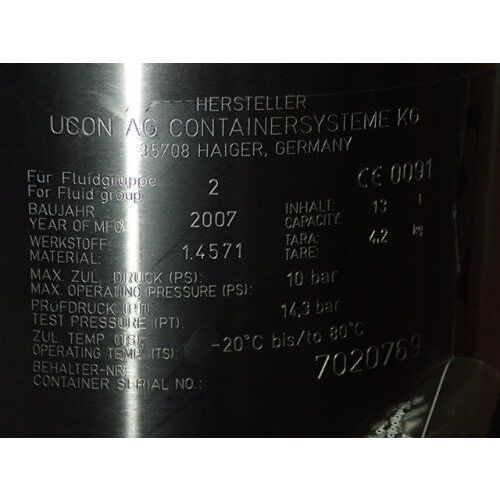 HERSTELLER
UCON AG CONTAINERSYSTEME KG
35708 HAIGER, GERMANY
Für Fluidgruppe
For Fluid group 2 CE 0091
BAUJAHR
YEAR OF MFG. 2007 INHALT: CAPACITY: 13 l
WERKSTOFF:
MATERIAL: 1.4571 TARA: TARE: 4,2 kg
MAX. ZUL. DRUCK (PS):
MAX. OPERATING PRESSURE (PS): 10 bar
PRÜFDRUCK (PT):
TEST PRESSURE (PT). 14,3 bar
ZUL TEMP (TS):
OPERATING TEMP. (TS): -20°C bis/to 80°C
BEHALTER-NR.
CONTAINER SERIAL NO.: 7020769